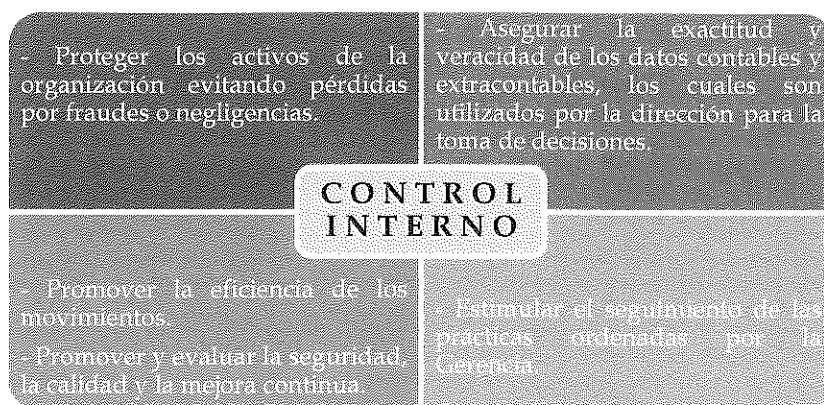 - Proteger los activos de la
organización evitando pérdidas
por fraudes o negligencias.
- Asegurar la exactitud y
veracidad de los datos contables y
extracontables, los cuales son
utilizados por la dirección para la
toma de decisiones.
CONTROL
INTERNO
- Promover la eficiencia de los
movimientos.
- Promover y evaluar la seguridad,
la calidad y la mejora continua.
- Estimular el seguimiento de las
prácticas ordenadas por la
Gerencia.